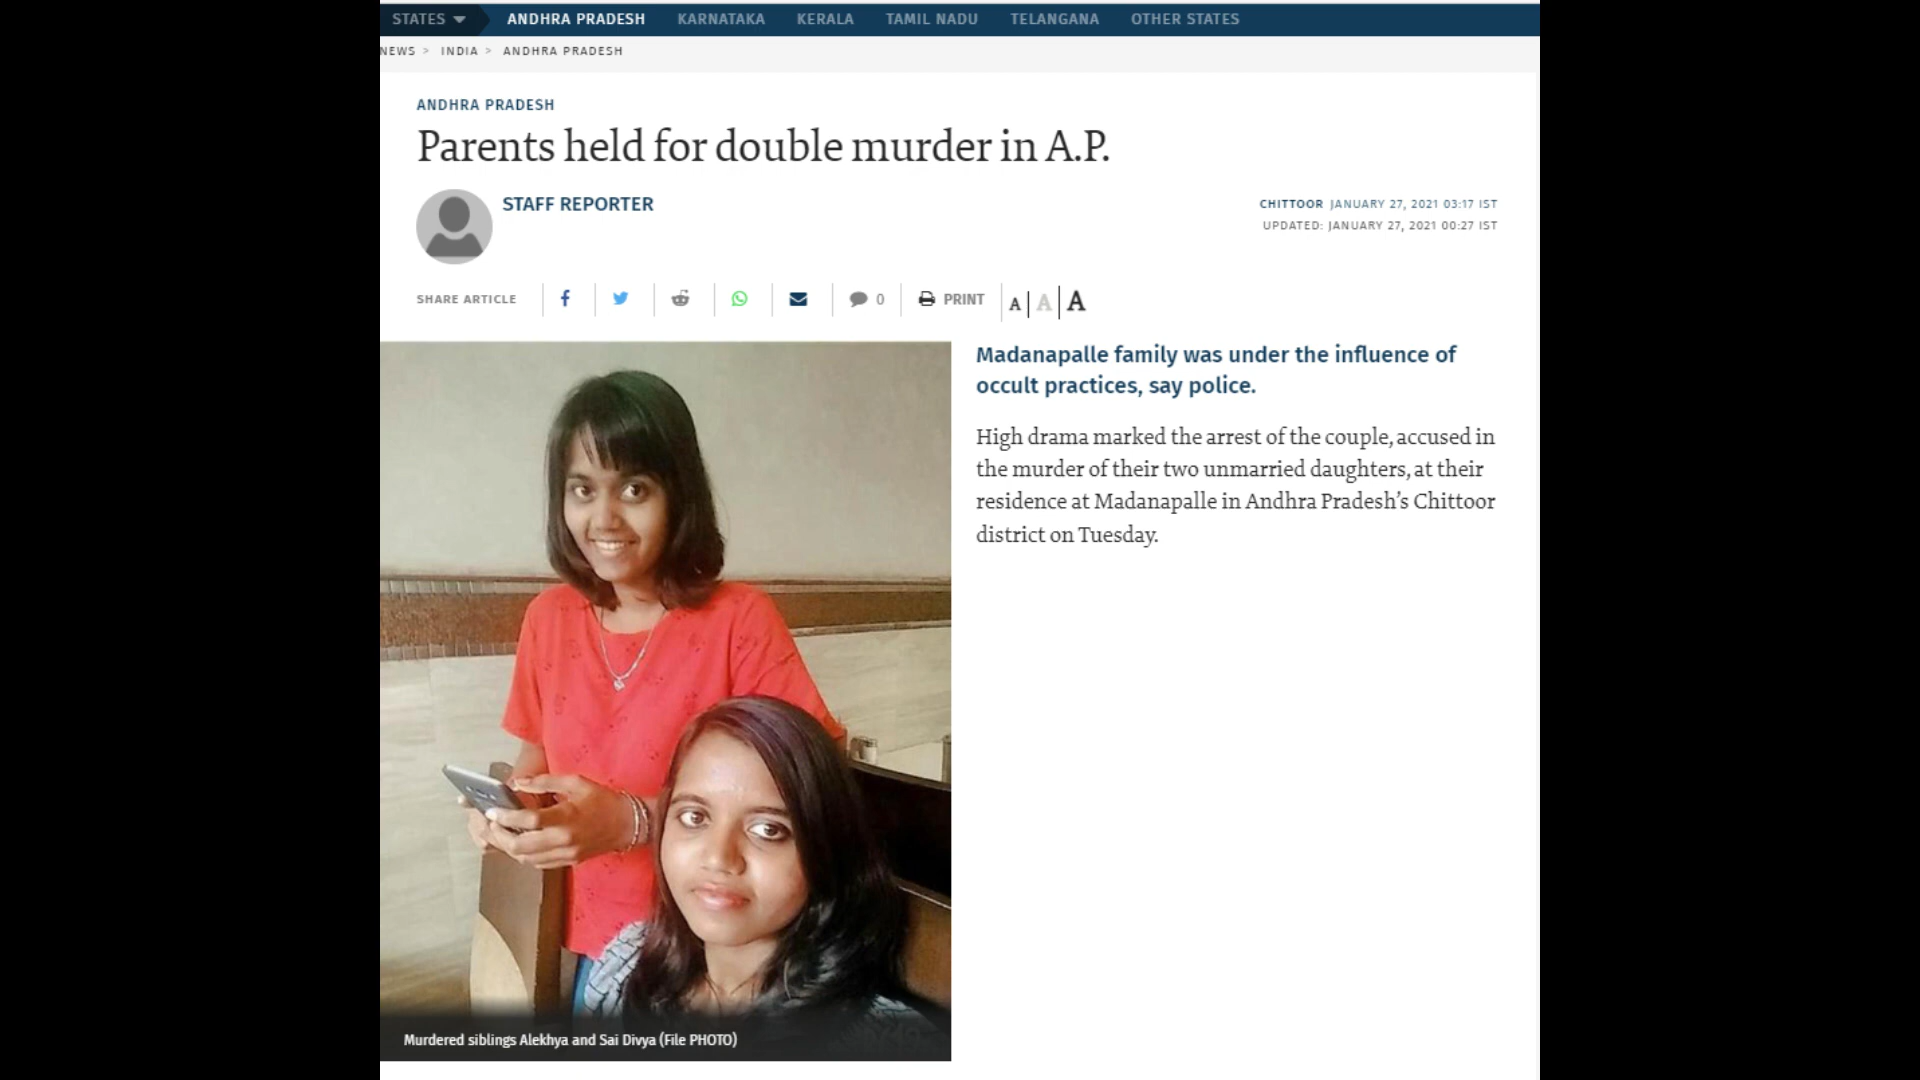 STATES ANDHRA PRADESH KARNATAKA KERALA TAMIL NADU TELANGANA OTHER STATES
NEWS > INDIA > ANDHRA PRADESH
ANDHRA PRADESH
Parents held for double murder in A.P.
STAFF REPORTER
CHITTOOR JANUARY 27, 2021 03:17 IST
UPDATED: JANUARY 27, 2021 00:27 IST
SHARE ARTICLE 0 PRINT A A A
Madanapalle family was under the influence of
occult practices, say police.
High drama marked the arrest of the couple, accused in
the murder of their two unmarried daughters, at their
residence at Madanapalle in Andhra Pradesh’s Chittoor
district on Tuesday.
Murdered siblings Alekhya and Sai Divya (File PHOTO)